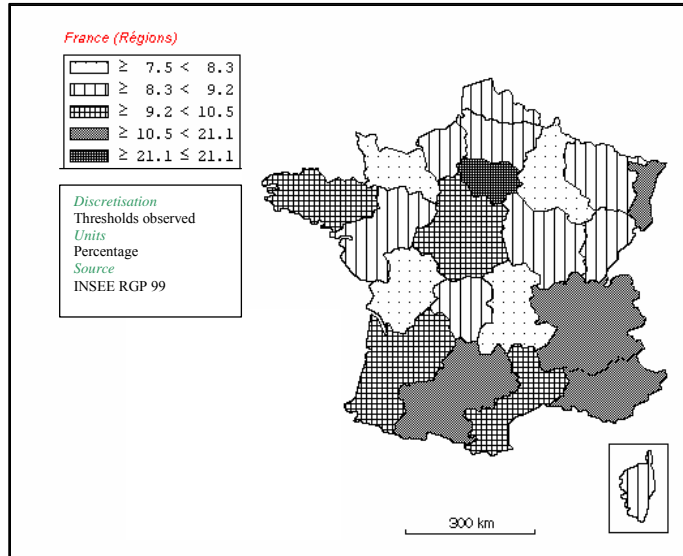 France (Régions)
≥ 7.5 < 8.3
≥ 8.3 < 9.2
≥ 9.2 < 10.5
≥ 10.5 < 21.1
≥ 21.1 ≤ 21.1
Discretisation
Thresholds observed
Units
Percentage
Source
INSEE RGP 99
300 km